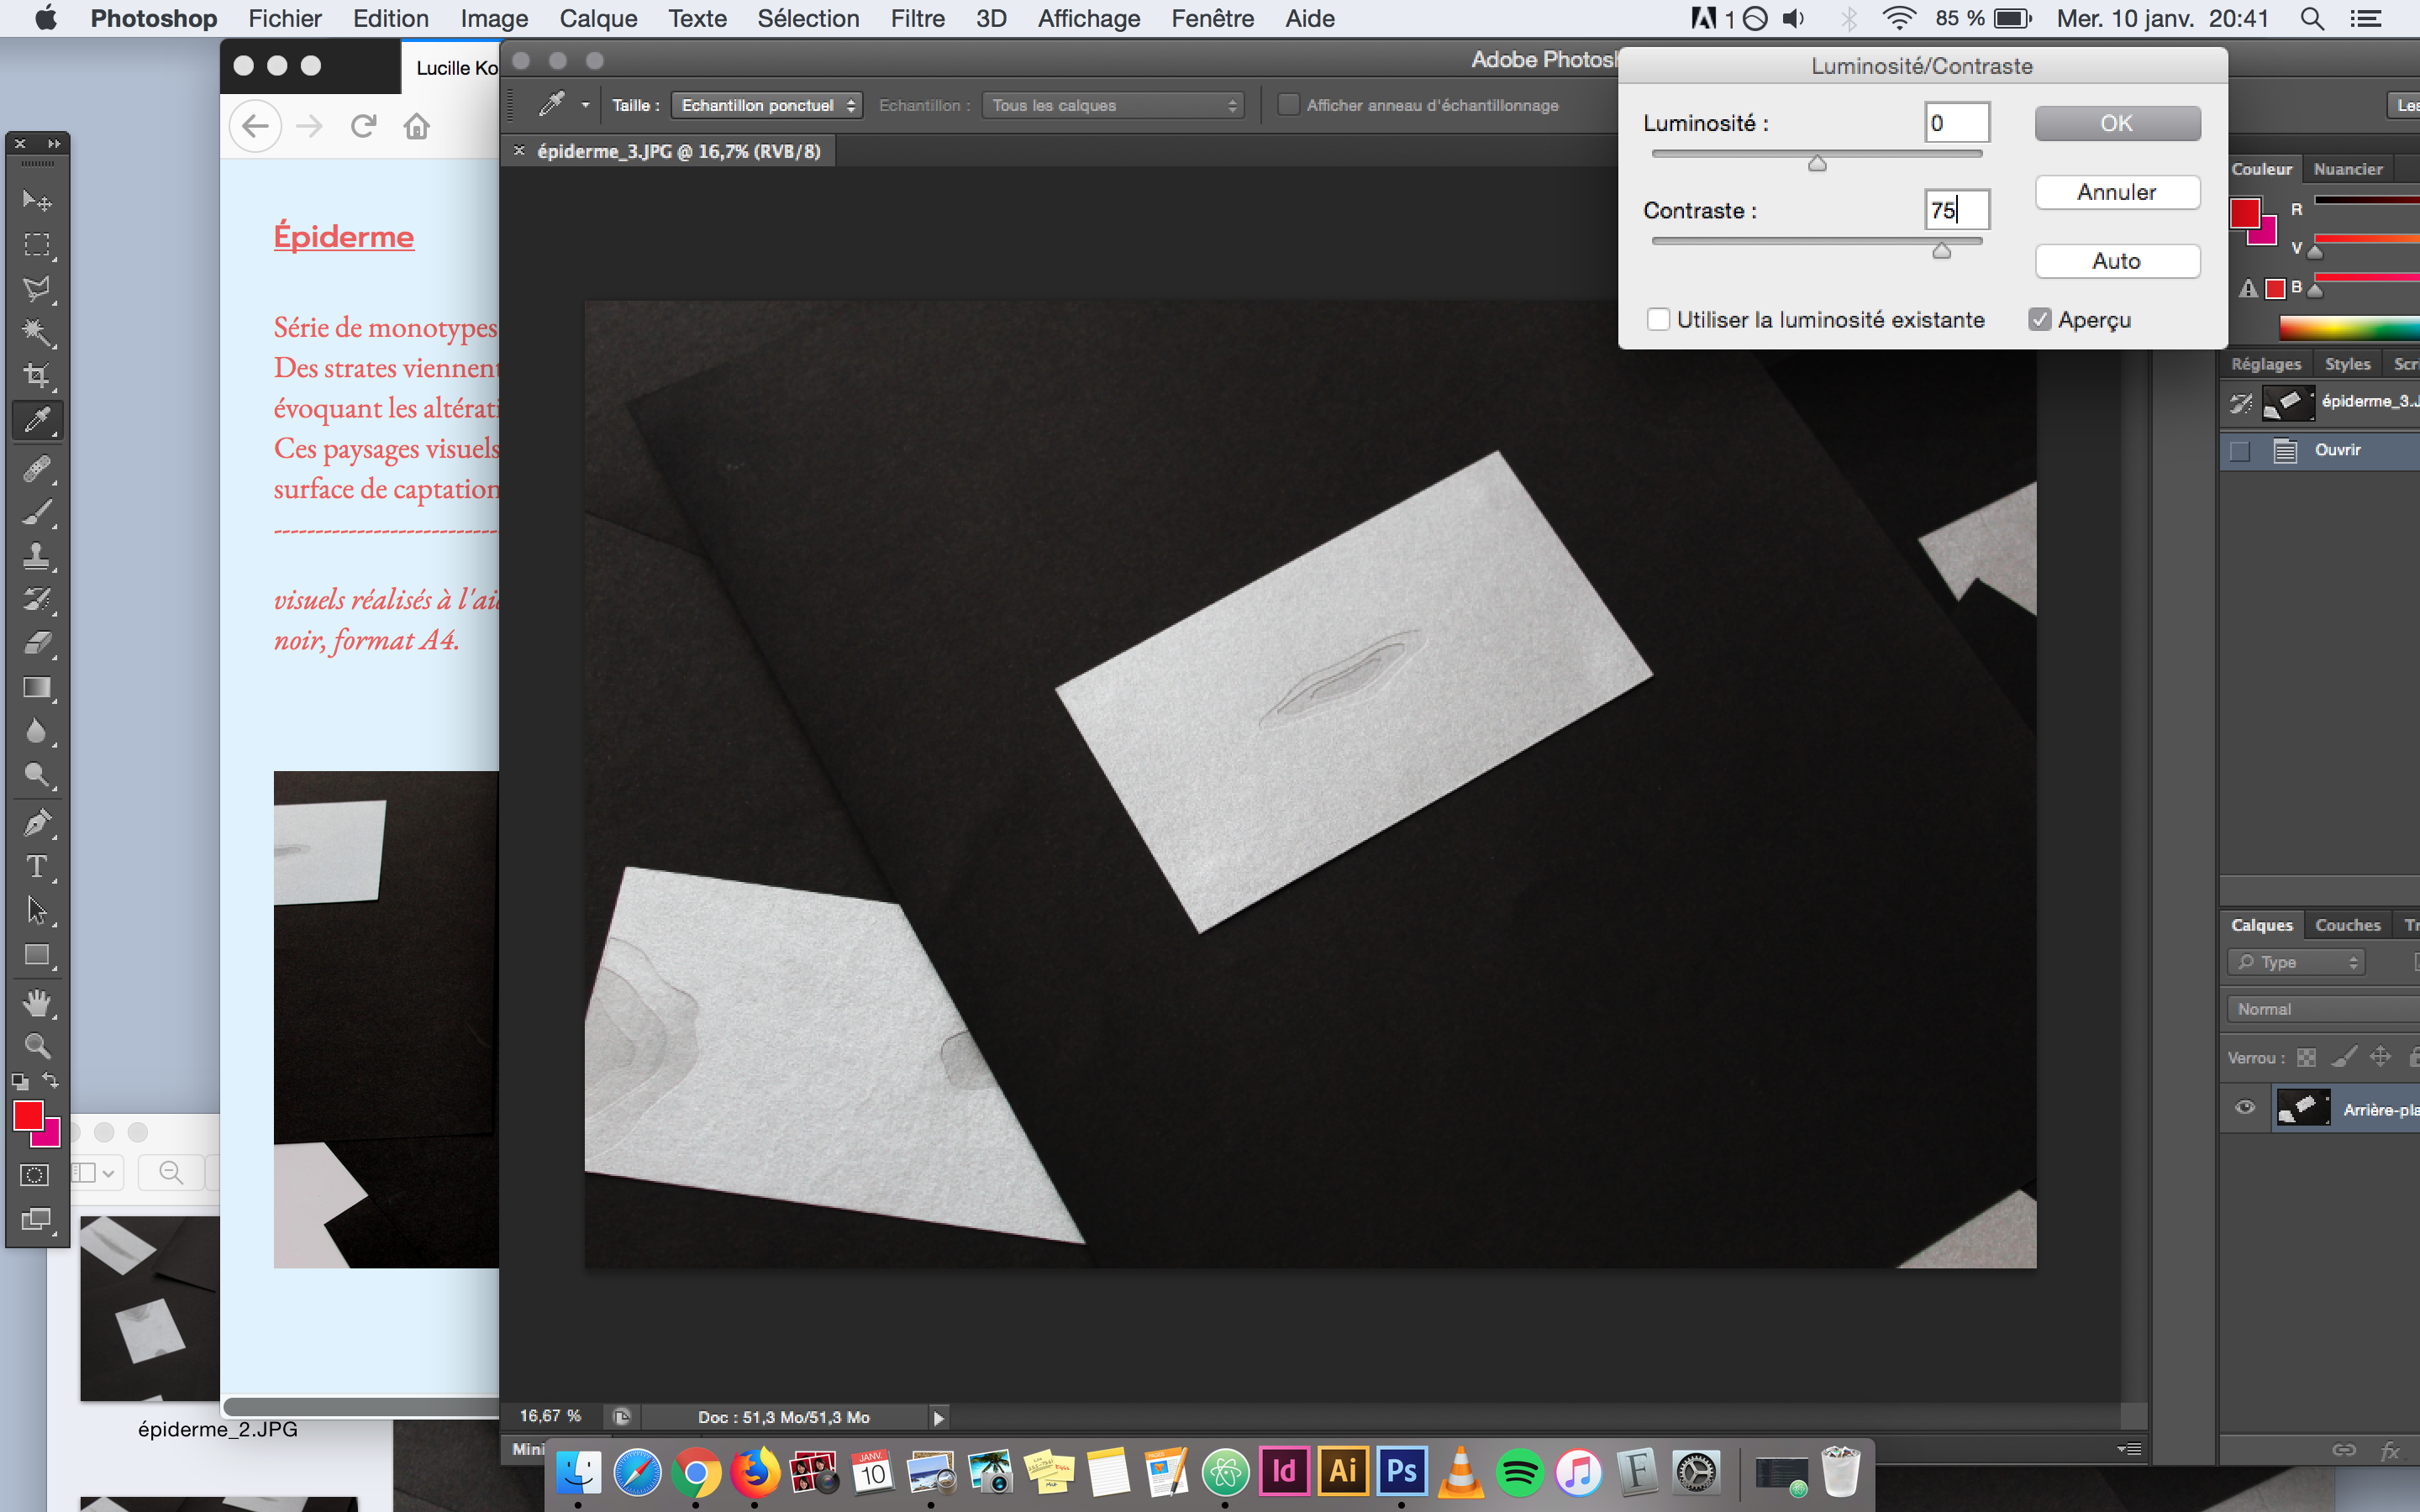 Photoshop Fichier Edition Image Calque Texte Sélection Filtre 3D Affichage Fenêtre Aide 1 85 % Mer. 10 janv. 20:41
Lucille Ko
Adobe Photosh
Taille : Echantillon ponctuel Echantillon : Tous les calques Afficher anneau d'échantillonnage
épiderme_3.JPG @ 16,7% (RVB/8)
Luminosité/Contraste
Luminosité : 0 OK
Contraste : 75 Annuler
Auto
Utiliser la luminosité existante Aperçu
Les
Couleur Nuancier
R
V
B
Réglages Styles Scri
épiderme_3.J
Ouvrir
Calques Couches Tr
Type
Normal
Verrou :
Arrière-pla
fx
Épiderme
Série de monotypes
Des strates viennent
évoquant les altérati
Ces paysages visuels
surface de captation
--------------------------
visuels réalisés à l'aid
noir, format A4.
épiderme_2.JPG
16,67 % Doc : 51,3 Mo/51,3 Mo
Mini
JANV.
10
Id Ai Ps
F